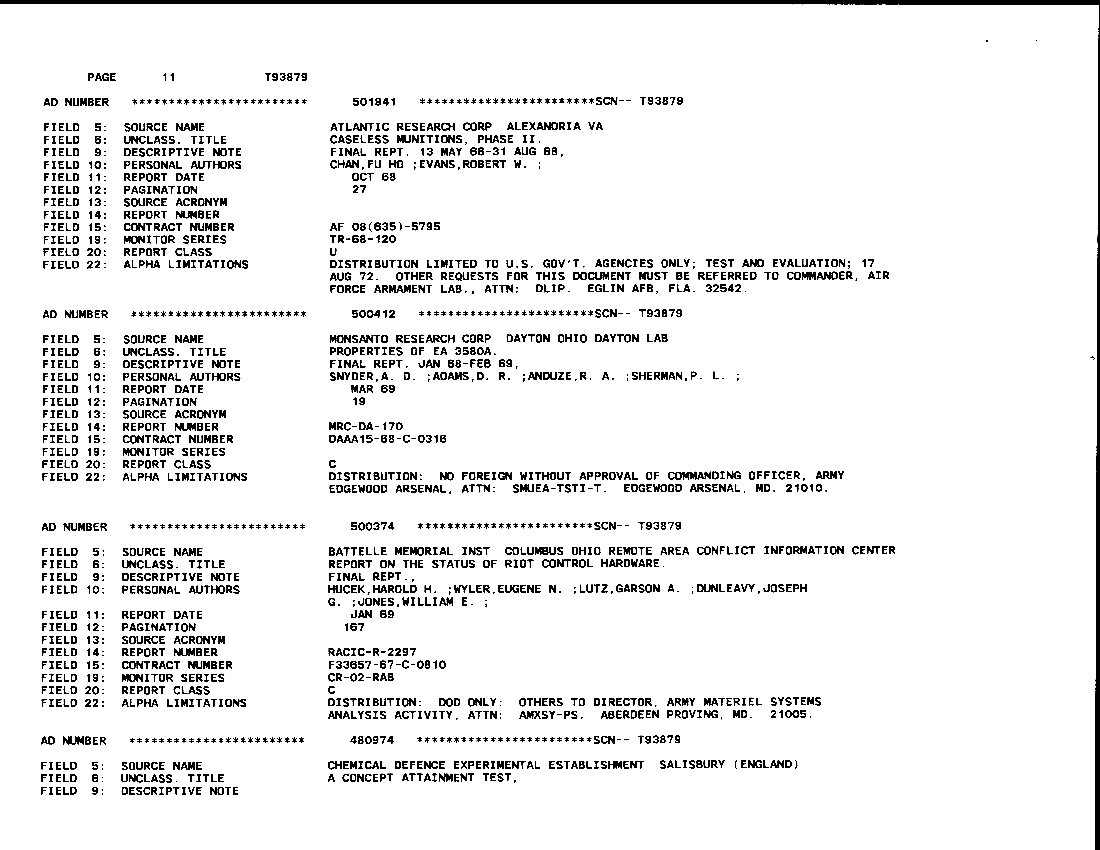 PAGE 11 T93879
AD NUMBER ************************ 501941 ************************SCN-- T93879
FIELD 5: SOURCE NAME ATLANTIC RESEARCH CORP ALEXANDRIA VA
FIELD 6: UNCLASS. TITLE CASELESS MUNITIONS, PHASE II.
FIELD 9: DESCRIPTIVE NOTE FINAL REPT. 13 MAY 68-31 AUG 68,
FIELD 10: PERSONAL AUTHORS CHAN,FU HO ;EVANS,ROBERT W. ;
FIELD 11: REPORT DATE OCT 68
FIELD 12: PAGINATION 27
FIELD 13: SOURCE ACRONYM
FIELD 14: REPORT NUMBER
FIELD 15: CONTRACT NUMBER AF 08(635)-5795
FIELD 19: MONITOR SERIES TR-68-120
FIELD 20: REPORT CLASS U
FIELD 22: ALPHA LIMITATIONS DISTRIBUTION LIMITED TO U.S. GOV'T. AGENCIES ONLY; TEST AND EVALUATION; 17
AUG 72. OTHER REQUESTS FOR THIS DOCUMENT MUST BE REFERRED TO COMMANDER, AIR
FORCE ARMAMENT LAB., ATTN: DLIP. EGLIN AFB, FLA. 32542.
AD NUMBER ************************ 500412 ************************SCN-- T93879
FIELD 5: SOURCE NAME MONSANTO RESEARCH CORP DAYTON OHIO DAYTON LAB
FIELD 6: UNCLASS. TITLE PROPERTIES OF EA 3580A.
FIELD 9: DESCRIPTIVE NOTE FINAL REPT. JAN 68-FEB 69,
FIELD 10: PERSONAL AUTHORS SNYDER,A. D. ;ADAMS,D. R. ;ANDUZE,R. A. ;SHERMAN,P. L. ;
FIELD 11: REPORT DATE MAR 69
FIELD 12: PAGINATION 19
FIELD 13: SOURCE ACRONYM
FIELD 14: REPORT NUMBER MRC-DA-170
FIELD 15: CONTRACT NUMBER DAAA15-68-C-0316
FIELD 19: MONITOR SERIES
FIELD 20: REPORT CLASS C
FIELD 22: ALPHA LIMITATIONS DISTRIBUTION: NO FOREIGN WITHOUT APPROVAL OF COMMANDING OFFICER, ARMY
EDGEWOOD ARSENAL, ATTN: SMUEA-TSTI-T. EDGEWOOD ARSENAL, MD. 21010.
AD NUMBER ************************ 500374 ************************SCN-- T93879
FIELD 5: SOURCE NAME BATTELLE MEMORIAL INST COLUMBUS OHIO REMOTE AREA CONFLICT INFORMATION CENTER
FIELD 6: UNCLASS. TITLE REPORT ON THE STATUS OF RIOT CONTROL HARDWARE.
FIELD 9: DESCRIPTIVE NOTE FINAL REPT.,
FIELD 10: PERSONAL AUTHORS HUCEK,HAROLD H. ;WYLER,EUGENE N. ;LUTZ,GARSON A. ;DUNLEAVY,JOSEPH
G. ;JONES,WILLIAM E. ;
FIELD 11: REPORT DATE JAN 69
FIELD 12: PAGINATION 167
FIELD 13: SOURCE ACRONYM
FIELD 14: REPORT NUMBER RACIC-R-2297
FIELD 15: CONTRACT NUMBER F33657-67-C-0810
FIELD 19: MONITOR SERIES CR-02-RAB
FIELD 20: REPORT CLASS C
FIELD 22: ALPHA LIMITATIONS DISTRIBUTION: DOD ONLY: OTHERS TO DIRECTOR, ARMY MATERIEL SYSTEMS
ANALYSIS ACTIVITY, ATTN: AMXSY-PS. ABERDEEN PROVING, MD. 21005.
AD NUMBER ************************ 480974 ************************SCN-- T93879
FIELD 5: SOURCE NAME CHEMICAL DEFENCE EXPERIMENTAL ESTABLISHMENT SALISBURY (ENGLAND)
FIELD 6: UNCLASS. TITLE A CONCEPT ATTAINMENT TEST,
FIELD 9: DESCRIPTIVE NOTE